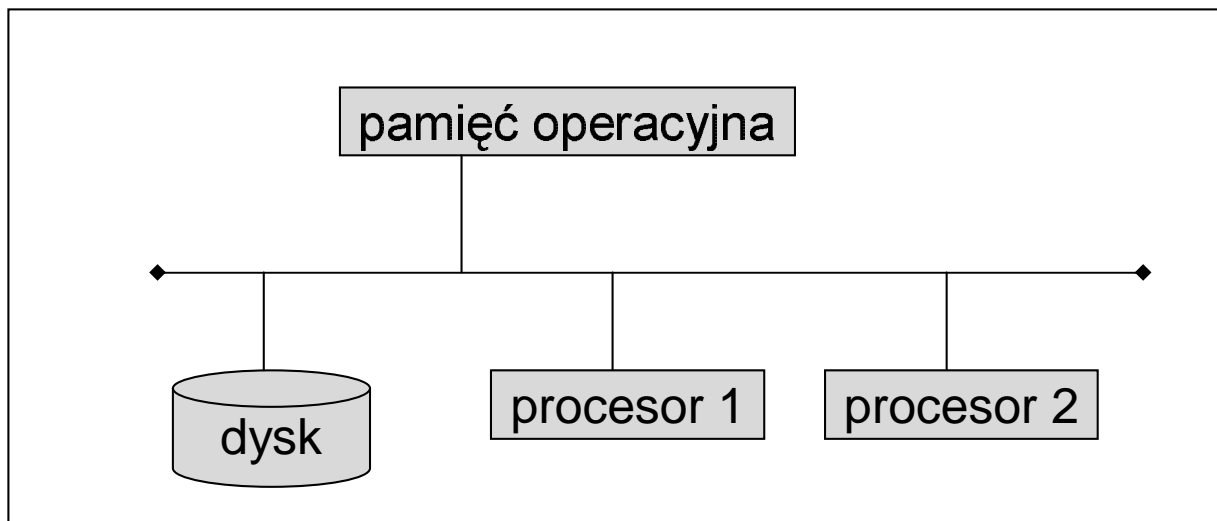 pamięć operacyjna
dysk
procesor 1
procesor 2